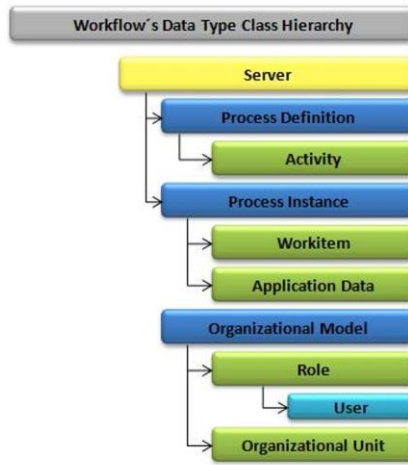 Workflow´s Data Type Class Hierarchy
Server
Process Definition
Activity
Process Instance
Workitem
Application Data
Organizational Model
Role
User
Organizational Unit